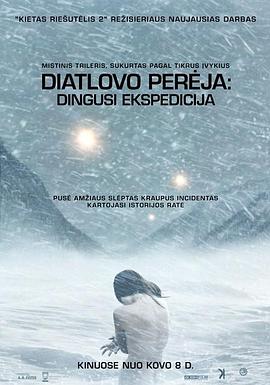 "KIETAS RIEŠUTĖLIS 2" REŽISIERIAUS NAUJAUSIAS DARBAS
MISTINIS TRILERIS, SUKURTAS PAGAL TIKRUS ĮVYKIUS
DIATLOVO PERĖJA:
DINGUSI EKSPEDICIJA
PUSĖ AMŽIAUS SLĖPTAS KRAUPUS INCIDENTAS
KARTOJASI ISTORIJOS RATE
KINUOSE NUO KOVO 8 D.